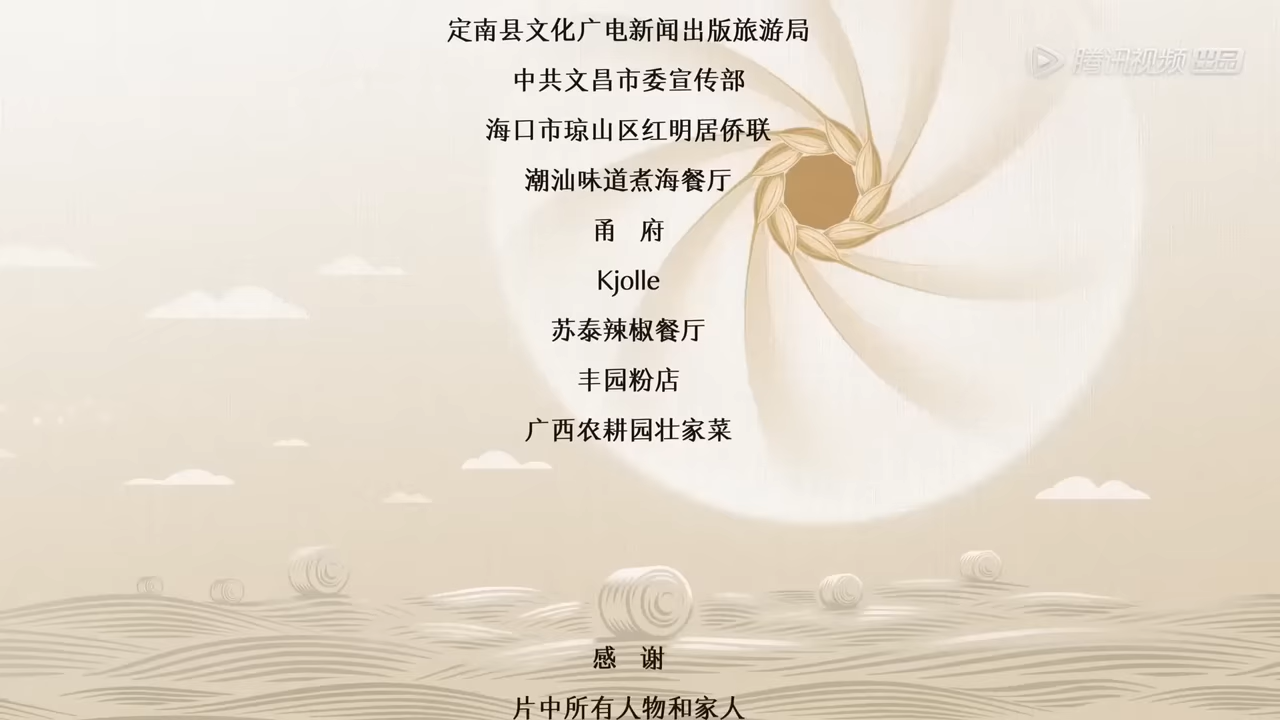 定南县文化广电新闻出版旅游局
腾讯视频 出品
中共文昌市委宣传部
海口市琼山区红明居侨联
潮汕味道煮海餐厅
甬 府
Kjolle
苏泰辣椒餐厅
丰园粉店
广西农耕园壮家菜
感 谢
片中所有人物和家人